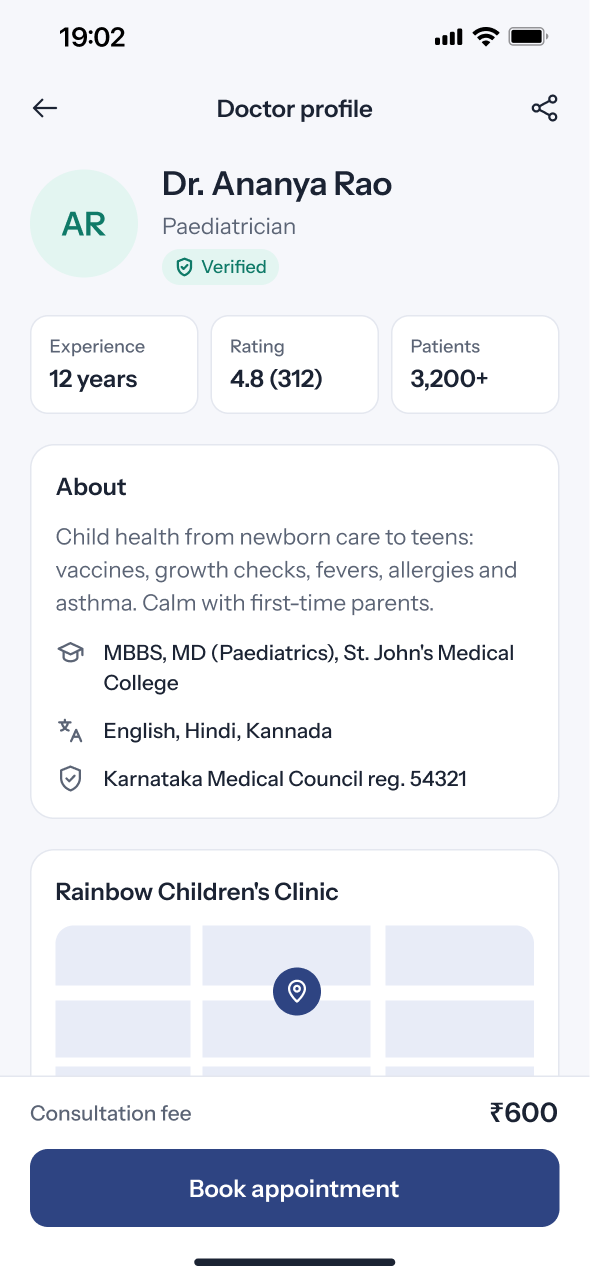 19:02
Doctor profile
AR
Dr. Ananya Rao
Paediatrician
Verified
Experience
12 years
Rating
4.8 (312)
Patients
3,200+
About
Child health from newborn care to teens:
vaccines, growth checks, fevers, allergies and
asthma. Calm with first-time parents.
MBBS, MD (Paediatrics), St. John's Medical
College
English, Hindi, Kannada
Karnataka Medical Council reg. 54321
Rainbow Children's Clinic
Consultation fee
₹600
Book appointment